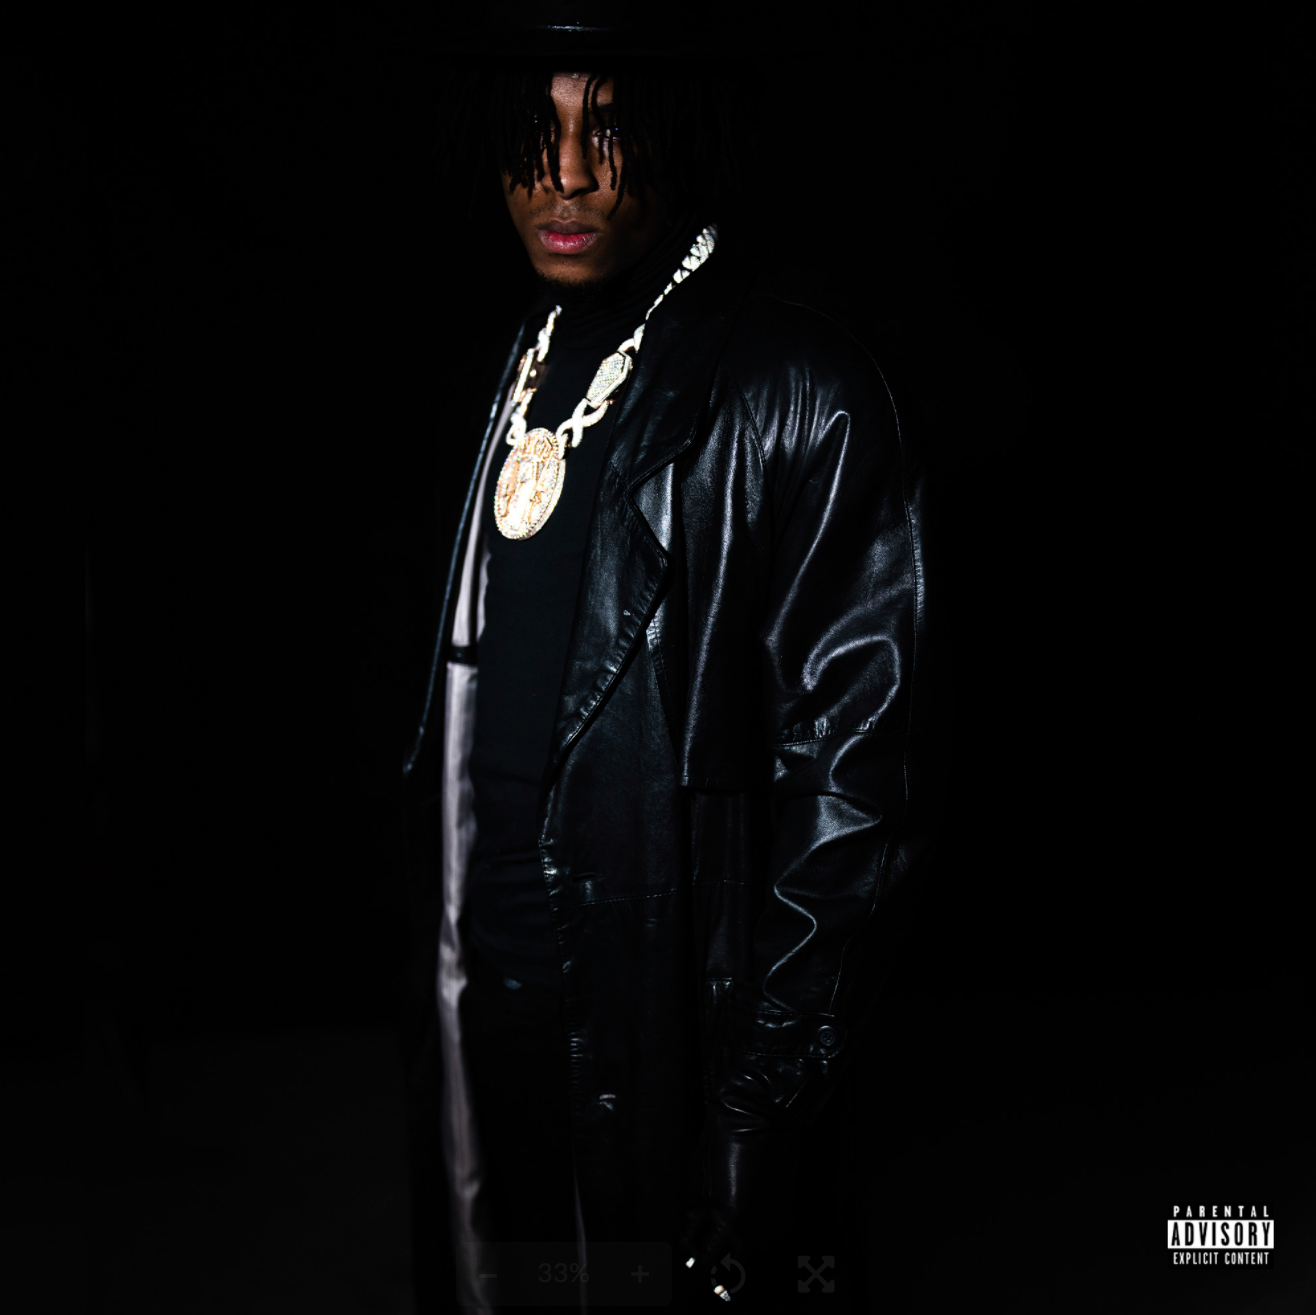 33%
PARENTAL
ADVISORY
EXPLICIT CONTENT